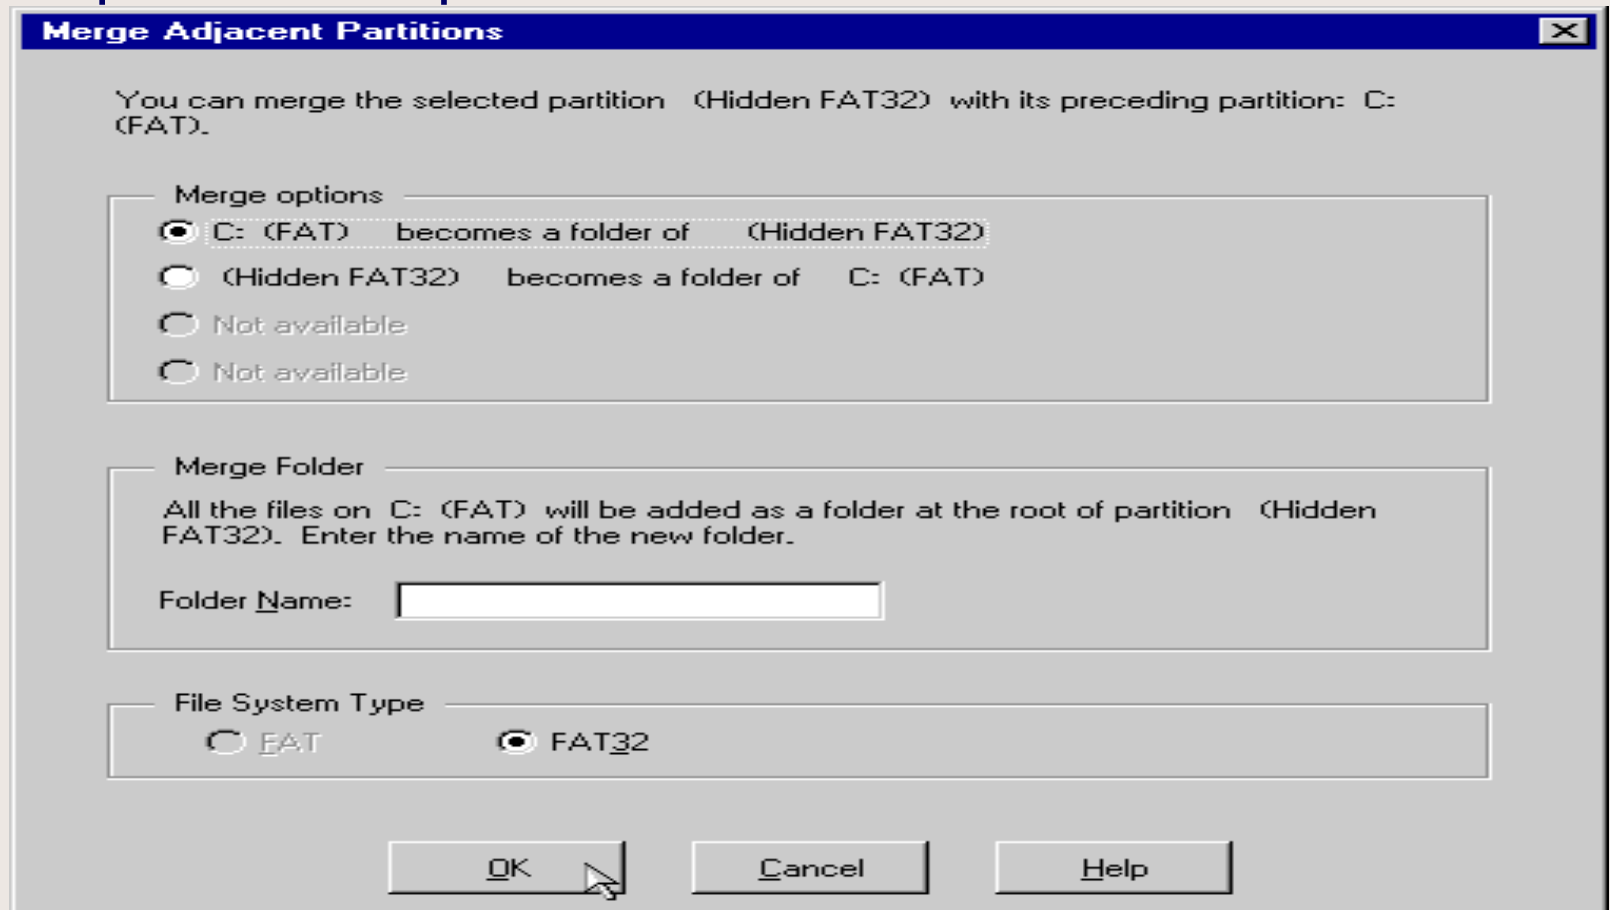 Merge Adjacent Partitions
You can merge the selected partition (Hidden FAT32) with its preceding partition: C:
(FAT).
Merge options
C: (FAT) becomes a folder of (Hidden FAT32)
(Hidden FAT32) becomes a folder of C: (FAT)
Not available
Not available
Merge Folder
All the files on C: (FAT) will be added as a folder at the root of partition (Hidden
FAT32). Enter the name of the new folder.
Folder Name:
File System Type
FAT FAT32
OK Cancel Help